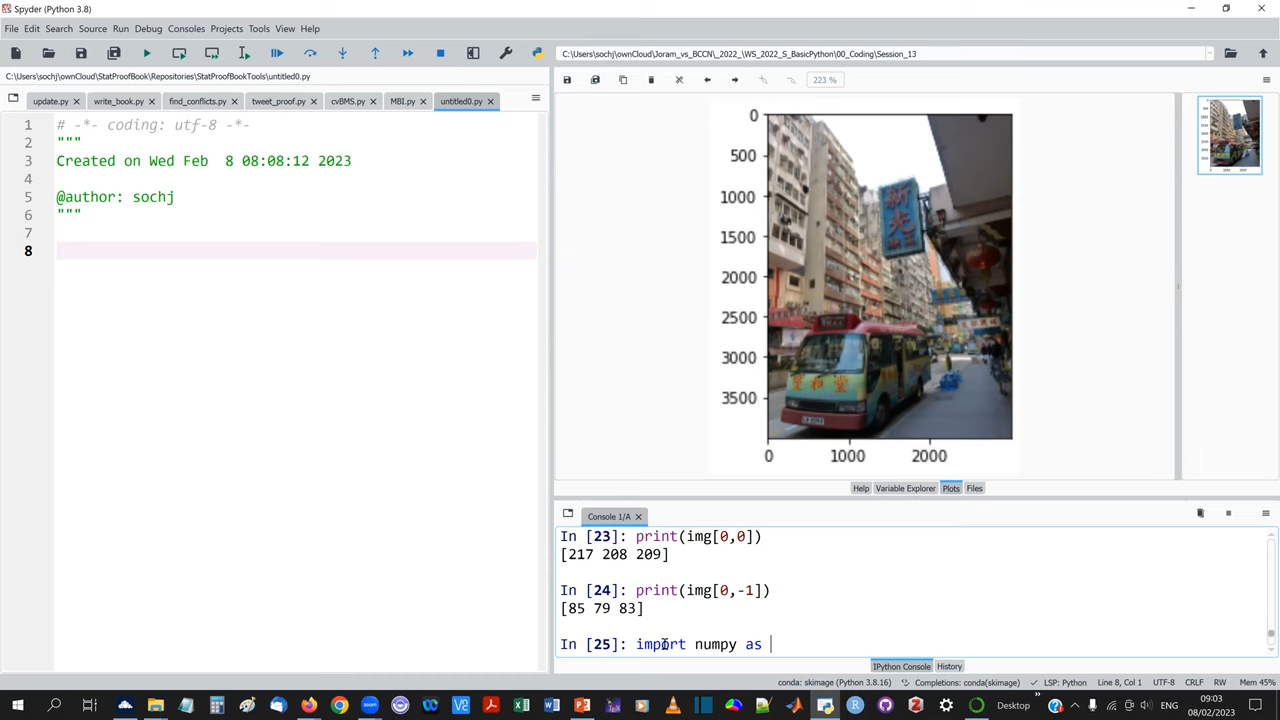 Spyder (Python 3.8)
File Edit Search Source Run Debug Consoles Projects Tools View Help
C:\Users\sochj\ownCloud\Joram_vs_BCCN\_2022_\WS_2022_S_BasicPython\00_Coding\Session_13
C:\Users\sochj\ownCloud\StatProofBook\Repositories\StatProofBookTools\untitled0.py
223 %
update.py write_book.py find_conflicts.py tweet_proof.py cvBMS.py MBI.py untitled0.py
1 # -*- coding: utf-8 -*-
2 """
3 Created on Wed Feb  8 08:08:12 2023
4
5 @author: sochj
6 """
7
8
0
500
1000
1500
2000
2500
3000
3500
0 1000 2000
新
光
Help Variable Explorer Plots Files
Console 1/A
In [23]: print(img[0,0])
[217 208 209]
In [24]: print(img[0,-1])
[85 79 83]
In [25]: import numpy as
IPython Console History
conda: skimage (Python 3.8.16) Completions: conda(skimage) LSP: Python Line 8, Col 1 UTF-8 CRLF RW Mem 45%
Desktop ENG 09:03
08/02/2023